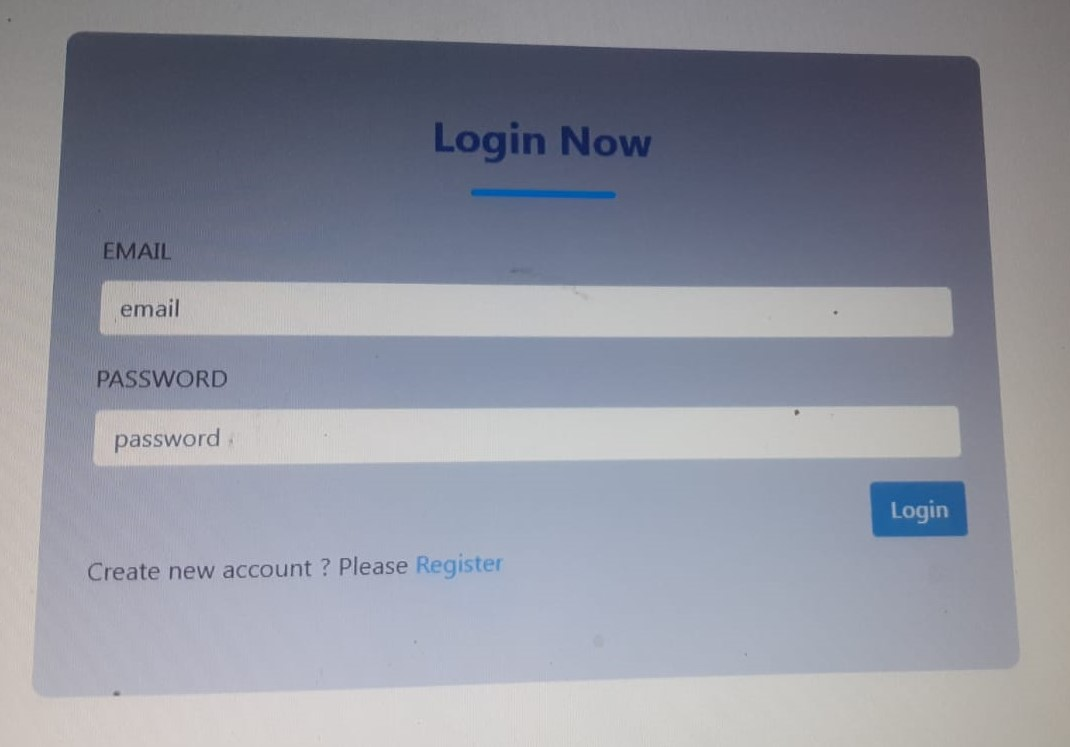 Login Now
EMAIL
email
PASSWORD
password
Login
Create new account ? Please Register